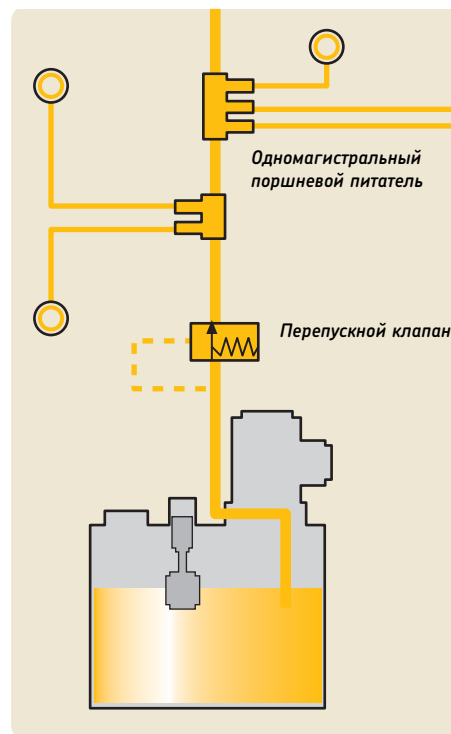 Одномагистральный
поршневой питатель
Перепускной клапан